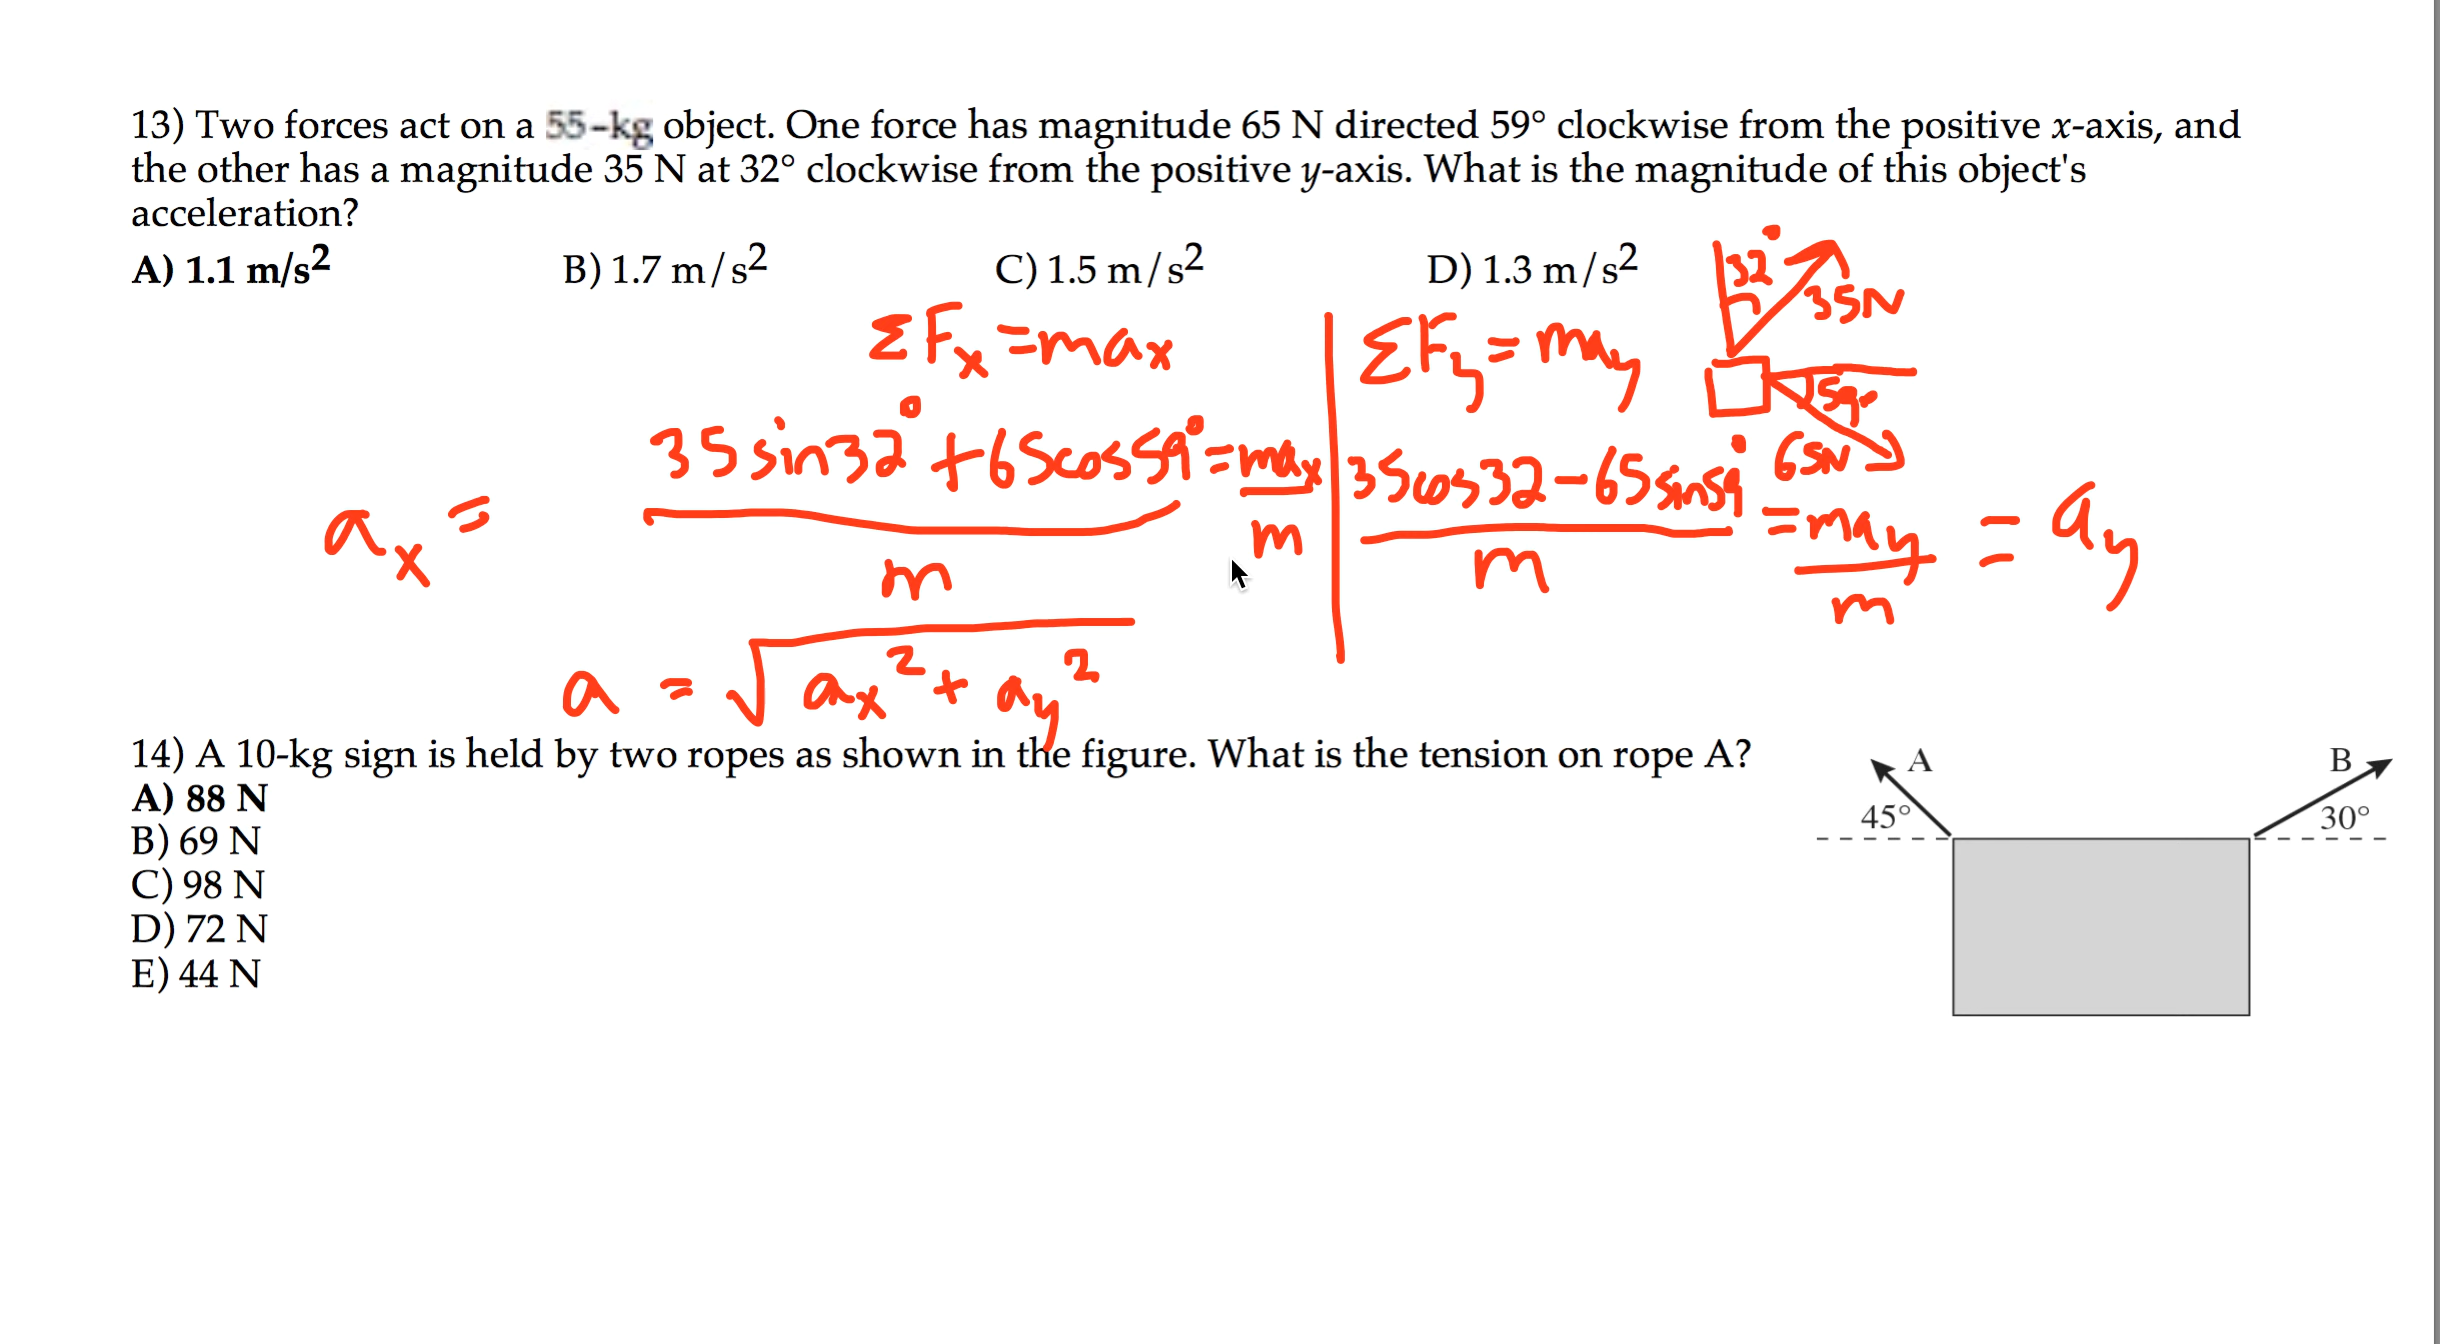 13) Two forces act on a 55-kg object. One force has magnitude 65 N directed 59° clockwise from the positive x-axis, and
the other has a magnitude 35 N at 32° clockwise from the positive y-axis. What is the magnitude of this object's
acceleration?
A) 1.1 m/s² B) 1.7 m/s² C) 1.5 m/s² D) 1.3 m/s²
32°
35N
59°
65N
ΣFx = max
35 sin32° + 65cos59° = max
m m
ax =
ΣFy = may
35cos32 - 65sin59° = may = ay
m m
a = √ax² + ay²
14) A 10-kg sign is held by two ropes as shown in the figure. What is the tension on rope A?
A) 88 N
B) 69 N
C) 98 N
D) 72 N
E) 44 N
A B
45° 30°